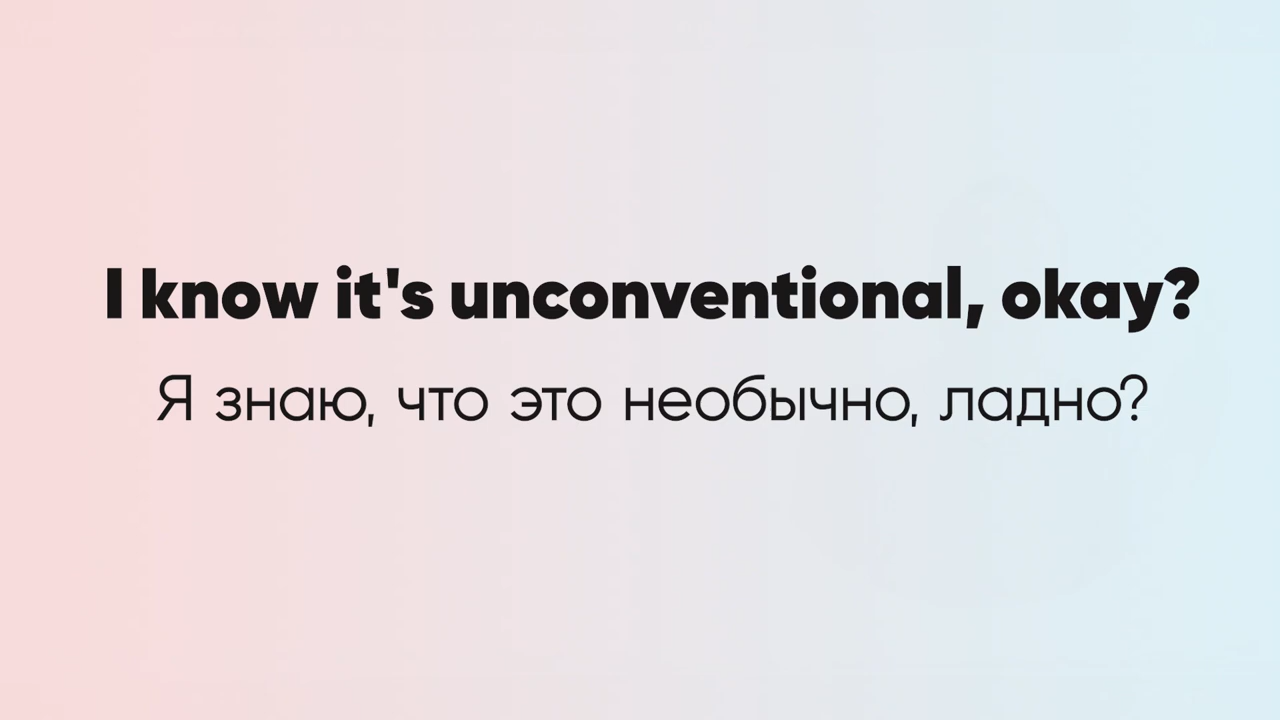 I know it's unconventional, okay?
Я знаю, что это необычно, ладно?